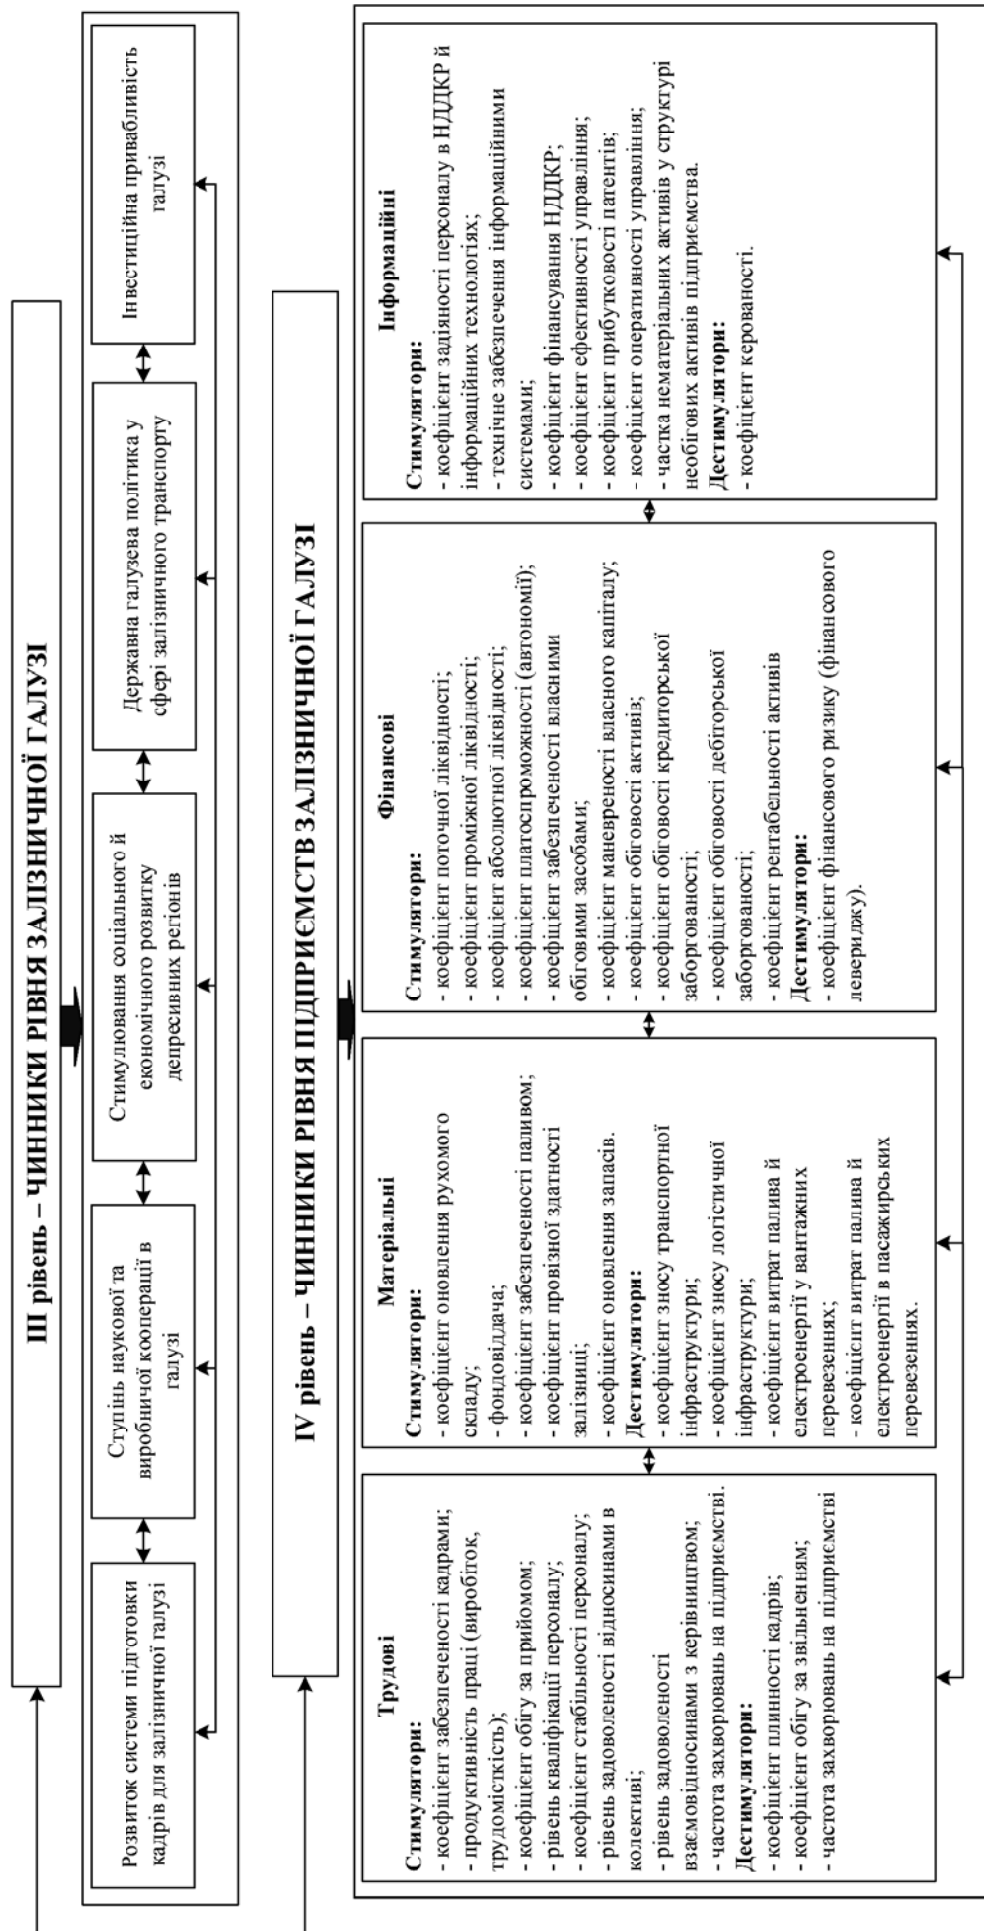 ІІІ рівень – ЧИННИКИ РІВНЯ ЗАЛІЗНИЧНОЇ ГАЛУЗІ
Розвиток системи підготовки
кадрів для залізничної галузі
Ступінь наукової та
виробничої кооперації в
галузі
Стимулювання соціального й
економічного розвитку
депресивних регіонів
Державна галузева політика у
сфері залізничного транспорту
Інвестиційна привабливість
галузі
IV рівень – ЧИННИКИ РІВНЯ ПІДПРИЄМСТВ ЗАЛІЗНИЧНОЇ ГАЛУЗІ
Трудові
Стимулятори:
- коефіцієнт забезпеченості кадрами;
- продуктивність праці (виробіток,
трудомісткість);
- коефіцієнт обігу за прийомом;
- рівень кваліфікації персоналу;
- коефіцієнт стабільності персоналу;
- рівень задоволеності відносинами в
колективі;
- рівень задоволеності
взаємовідносинами з керівництвом;
- частота захворювань на підприємстві.
Дестимулятори:
- коефіцієнт плинності кадрів;
- коефіцієнт обігу за звільненням;
- частота захворювань на підприємстві
Матеріальні
Стимулятори:
- коефіцієнт оновлення рухомого
складу;
- фондовіддача;
- коефіцієнт забезпеченості паливом;
- коефіцієнт провізної здатності
залізниці;
- коефіцієнт оновлення запасів.
Дестимулятори:
- коефіцієнт зносу транспортної
інфраструктури;
- коефіцієнт зносу логістичної
інфраструктури;
- коефіцієнт витрат палива й
електроенергії у вантажних
перевезеннях;
- коефіцієнт витрат палива й
електроенергії в пасажирських
перевезеннях.
Фінансові
Стимулятори:
- коефіцієнт поточної ліквідності;
- коефіцієнт проміжної ліквідності;
- коефіцієнт абсолютної ліквідності;
- коефіцієнт платоспроможності (автономії);
- коефіцієнт забезпеченості власними
обіговими засобами;
- коефіцієнт маневреності власного капіталу;
- коефіцієнт обіговості активів;
- коефіцієнт обіговості кредиторської
заборгованості;
- коефіцієнт обіговості дебіторської
заборгованості;
- коефіцієнт рентабельності активів
Дестимулятори:
- коефіцієнт фінансового ризику (фінансового
левериджу).
Інформаційні
Стимулятори:
- коефіцієнт задіяності персоналу в НДДКР й
інформаційних технологіях;
- технічне забезпечення інформаційними
системами;
- коефіцієнт фінансування НДДКР;
- коефіцієнт ефективності управління;
- коефіцієнт прибутковості патентів;
- коефіцієнт оперативності управління;
- частка нематеріальних активів у структурі
необігових активів підприємства.
Дестимулятори:
- коефіцієнт керованості.